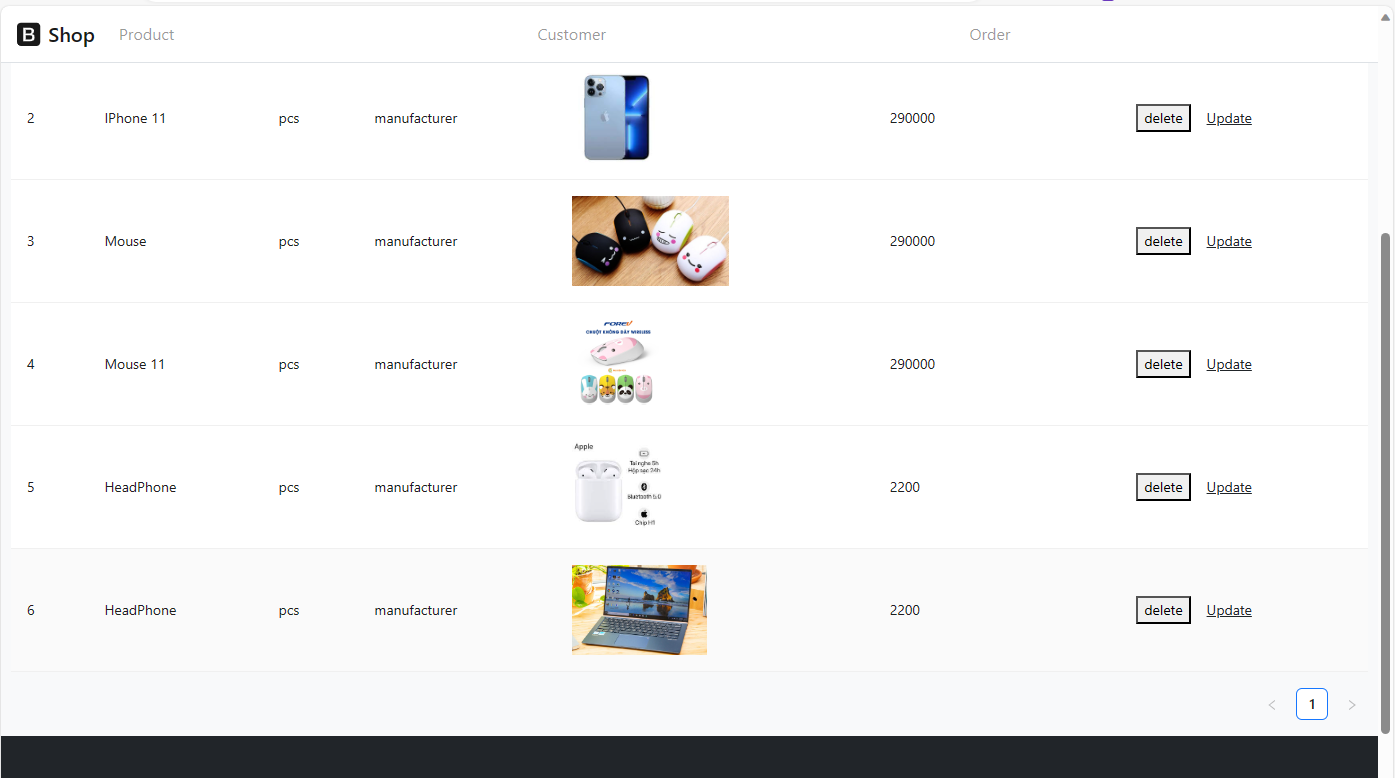 B Shop Product Customer Order
2 IPhone 11 pcs manufacturer 290000 delete Update
3 Mouse pcs manufacturer 290000 delete Update
FOREV
CHUỘT KHÔNG DÂY WIRELESS
4 Mouse 11 pcs manufacturer 290000 delete Update
Apple
Tai nghe 5h
Hộp sạc 24h
5 HeadPhone pcs manufacturer 2200 delete Update
Bluetooth 5.0
Chip H1
6 HeadPhone pcs manufacturer 2200 delete Update
< 1 >